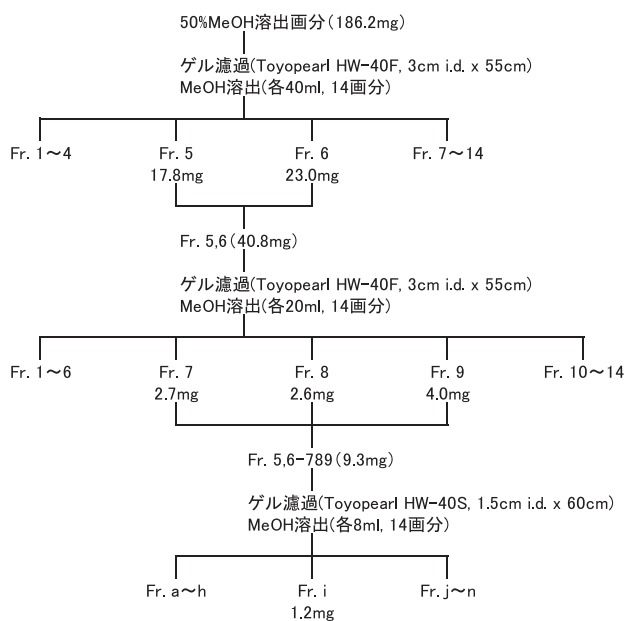 50%MeOH溶出画分(186.2mg)
ゲル濾過(Toyopearl HW-40F, 3cm i.d. x 55cm)
MeOH溶出(各40ml, 14画分)
Fr. 1～4
Fr. 5
Fr. 6
Fr. 7～14
17.8mg
23.0mg
Fr. 5,6(40.8mg)
ゲル濾過(Toyopearl HW-40F, 3cm i.d. x 55cm)
MeOH溶出(各20ml, 14画分)
Fr. 1～6
Fr. 7
Fr. 8
Fr. 9
Fr. 10～14
2.7mg
2.6mg
4.0mg
Fr. 5,6-789(9.3mg)
ゲル濾過(Toyopearl HW-40S, 1.5cm i.d. x 60cm)
MeOH溶出(各8ml, 14画分)
Fr. a～h
Fr. i
Fr. j～n
1.2mg